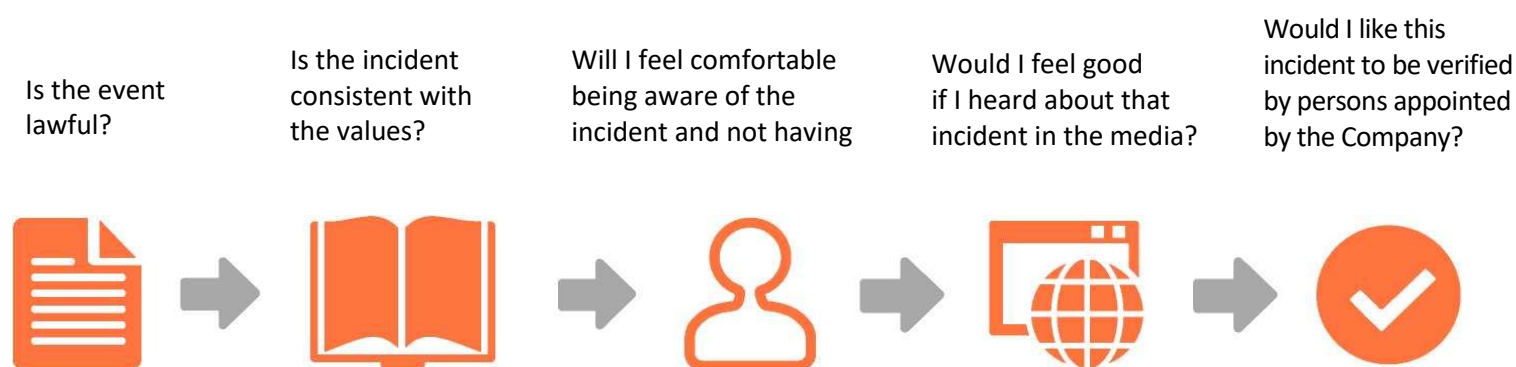 Is the event
lawful?
Is the incident
consistent with
the values?
Will I feel comfortable
being aware of the
incident and not having
Would I feel good
if I heard about that
incident in the media?
Would I like this
incident to be verified
by persons appointed
by the Company?